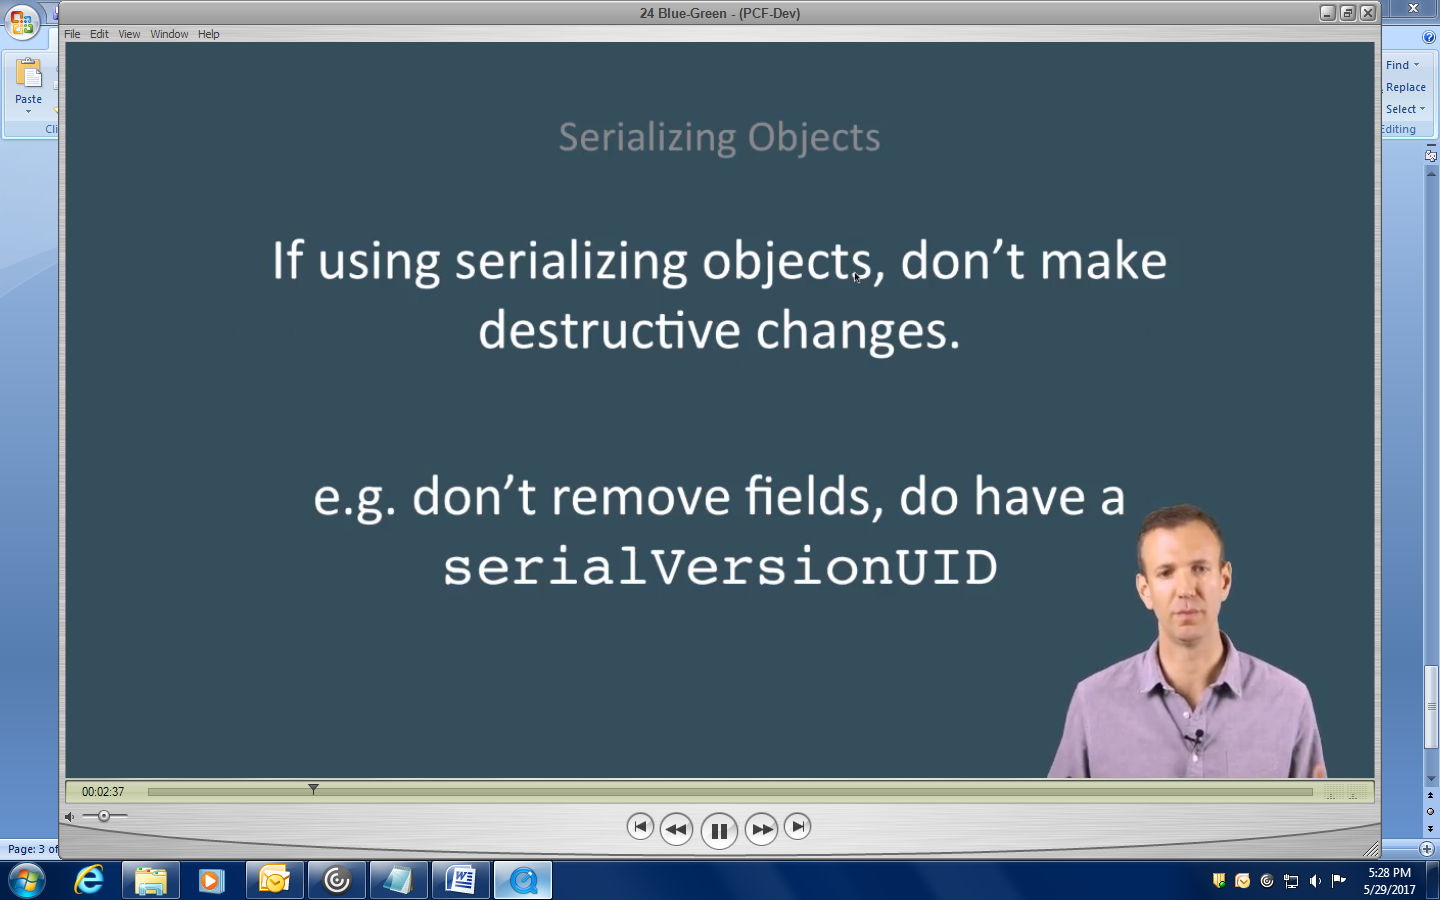 24 Blue-Green - (PCF-Dev)
File Edit View Window Help
Paste
Cli
Find
Replace
Select
Editing
Serializing Objects
If using serializing objects, don't make
destructive changes.
e.g. don't remove fields, do have a
serialVersionUID
00:02:37
Page: 3 of
5:28 PM
5/29/2017